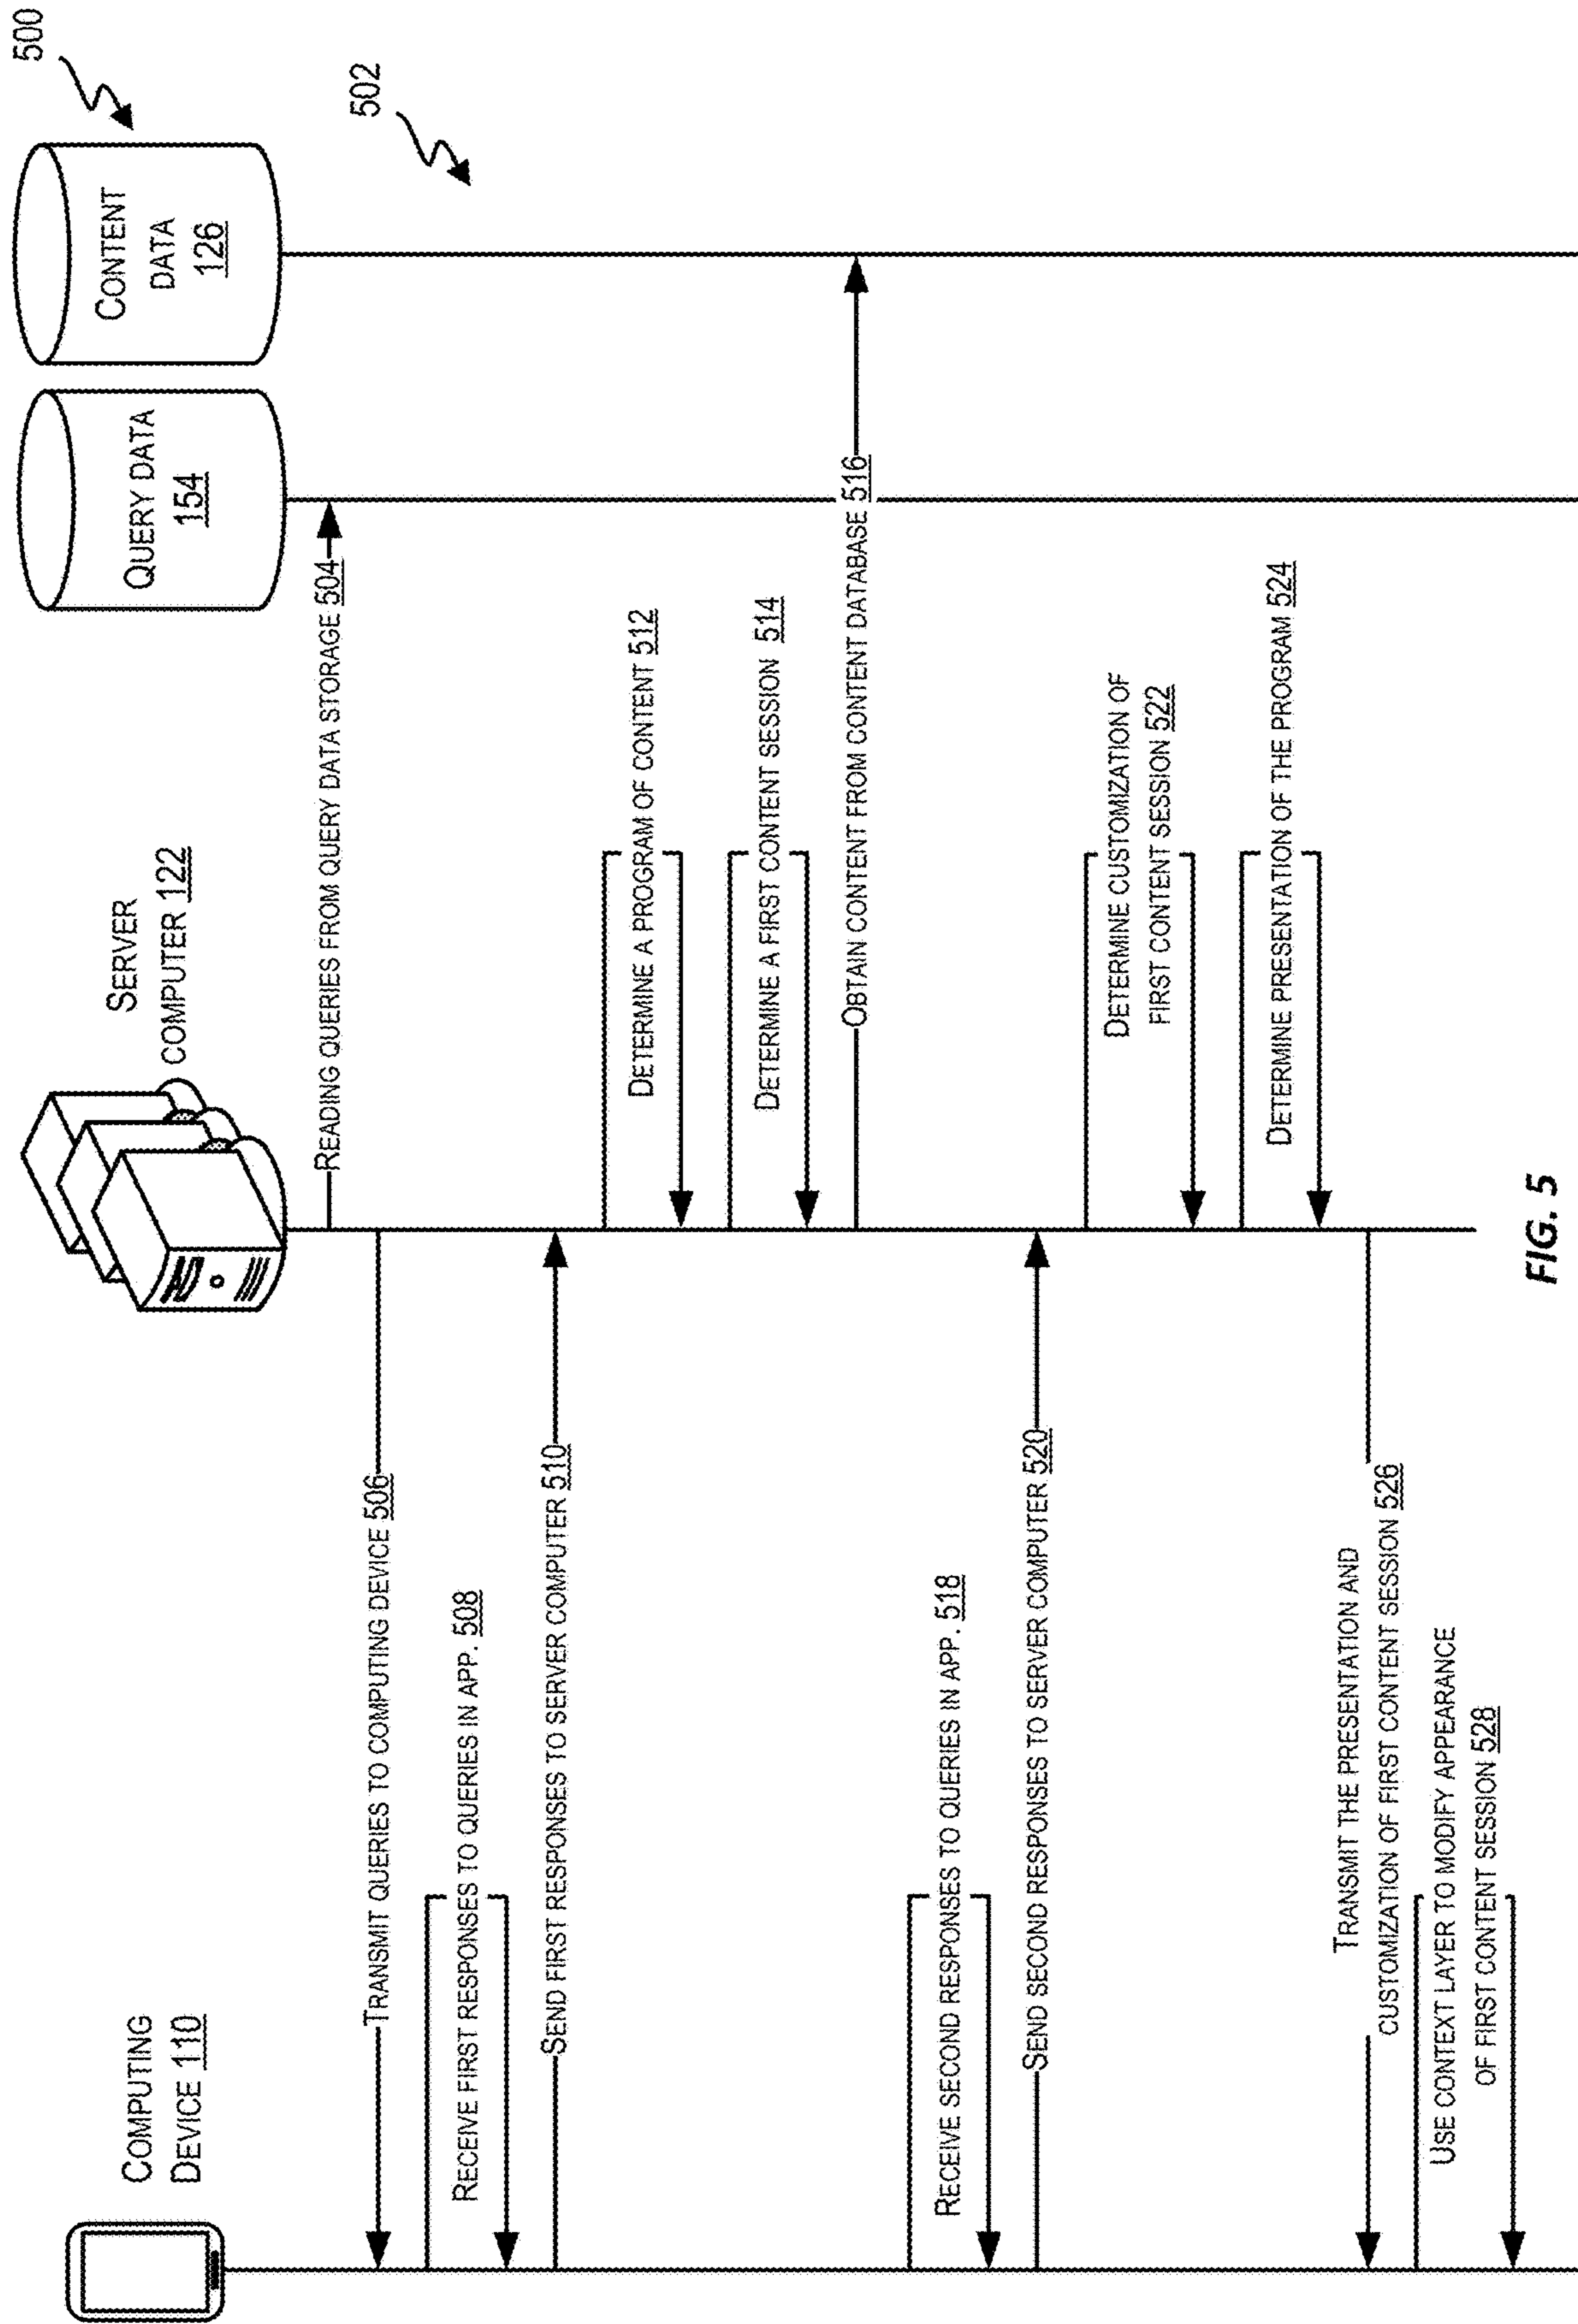 500
502
COMPUTING
DEVICE 110
SERVER
COMPUTER 122
QUERY DATA
154
CONTENT
DATA
126
READING QUERIES FROM QUERY DATA STORAGE 504
TRANSMIT QUERIES TO COMPUTING DEVICE 506
RECEIVE FIRST RESPONSES TO QUERIES IN APP. 508
SEND FIRST RESPONSES TO SERVER COMPUTER 510
DETERMINE A PROGRAM OF CONTENT 512
DETERMINE A FIRST CONTENT SESSION 514
OBTAIN CONTENT FROM CONTENT DATABASE 516
RECEIVE SECOND RESPONSES TO QUERIES IN APP. 518
SEND SECOND RESPONSES TO SERVER COMPUTER 520
DETERMINE CUSTOMIZATION OF
FIRST CONTENT SESSION 522
DETERMINE PRESENTATION OF THE PROGRAM 524
TRANSMIT THE PRESENTATION AND
CUSTOMIZATION OF FIRST CONTENT SESSION 526
USE CONTEXT LAYER TO MODIFY APPEARANCE
OF FIRST CONTENT SESSION 528
FIG. 5